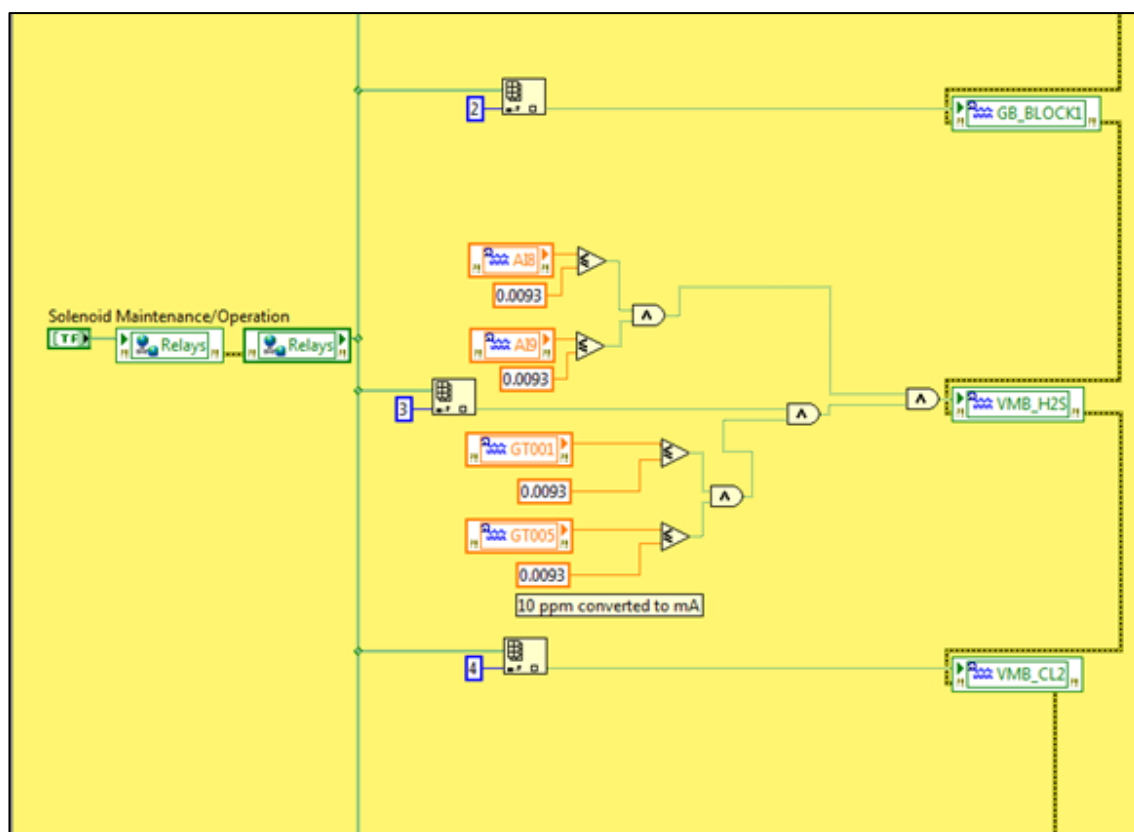 2
GB_BLOCK1
AI8
0.0093
Solenoid Maintenance/Operation
TF
Relays
Relays
AI9
0.0093
3
VMB_H2S
GT001
0.0093
GT005
0.0093
10 ppm converted to mA
4
VMB_CL2